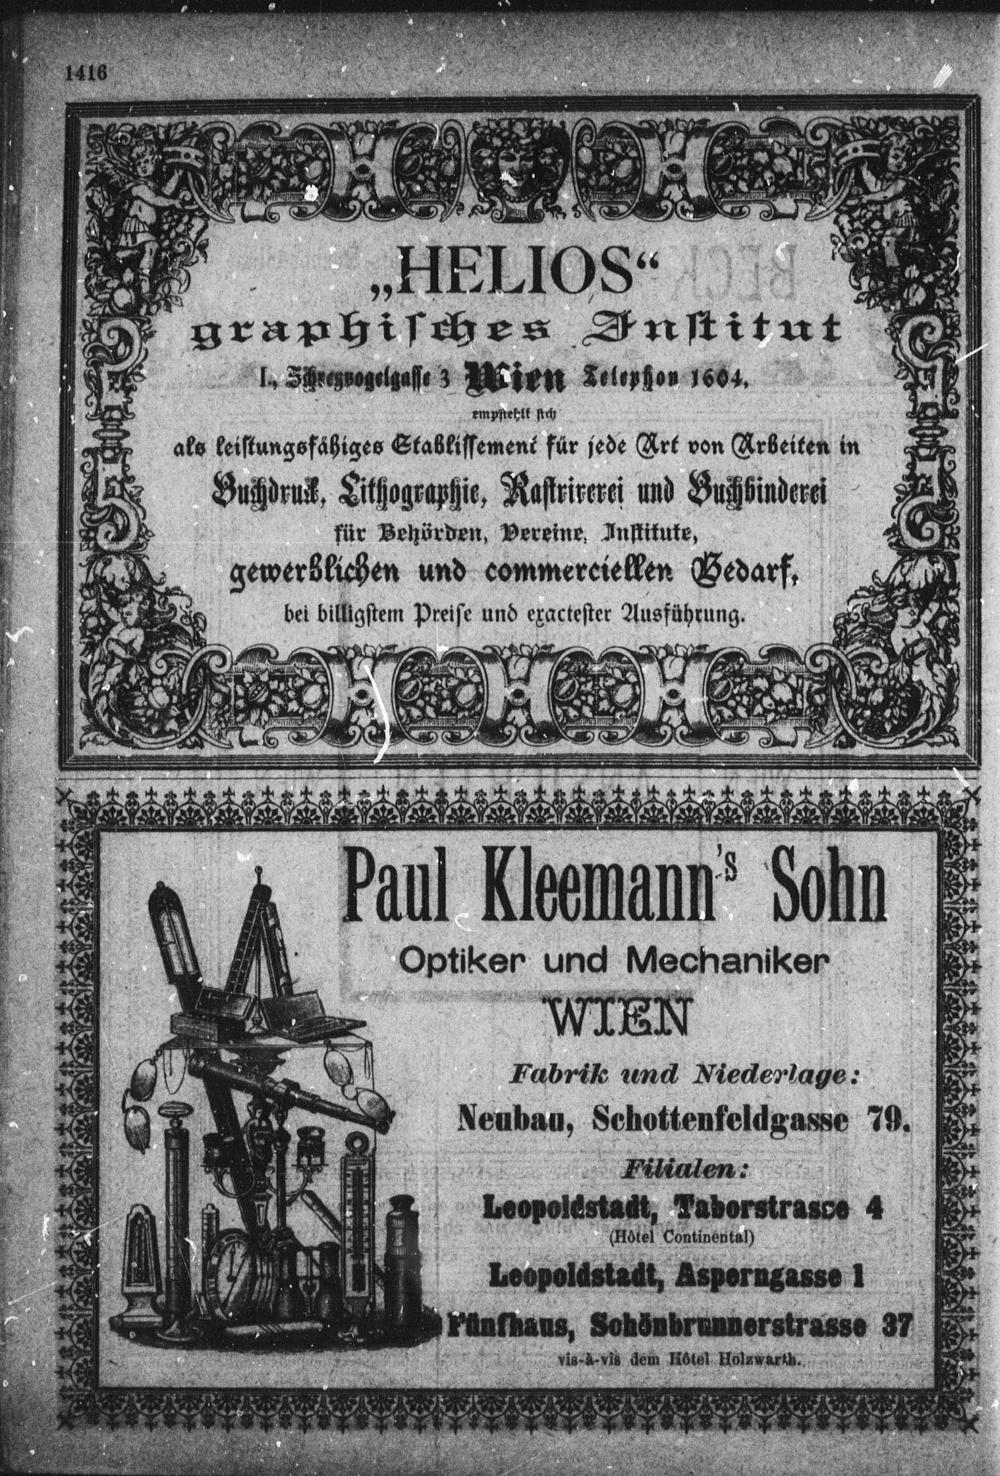 1416
„HELIOS“
graphisches Institut
I., Schreyvogelgasse 3 Wien Telephon 1604,
empfiehlt sich
als leistungsfähiges Etablissement für jede Art von Arbeiten in
Buchdruck, Lithographie, Rastrirerei und Buchbinderei
für Behörden, Vereine, Institute,
gewerblichen und commerciellen Bedarf,
bei billigstem Preise und exactester Ausführung.
Paul Kleemann's Sohn
Optiker und Mechaniker
WIEN
Fabrik und Niederlage:
Neubau, Schottenfeldgasse 79.
Filialen:
Leopoldstadt, Taborstrasse 4
(Hôtel Continental)
Leopoldstadt, Asperngasse 1
Fünfhaus, Schönbrunnerstrasse 37
vis-à-vis dem Hôtel Holzwarth.